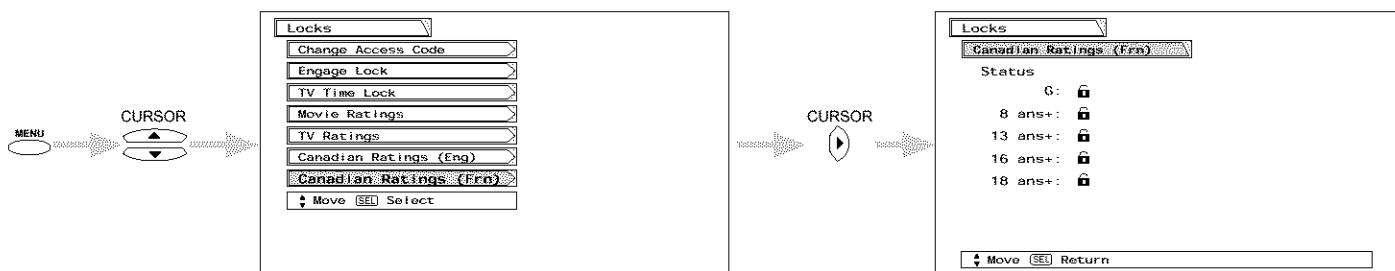 MENU
CURSOR
Locks
Change Access Code
Engage Lock
TV Time Lock
Movie Ratings
TV Ratings
Canadian Ratings (Eng)
Canadian Ratings (Frn)
Move SEL Select
CURSOR
Locks
Canadian Ratings (Frn)
Status
G:
8 ans+:
13 ans+:
16 ans+:
18 ans+:
Move SEL Return